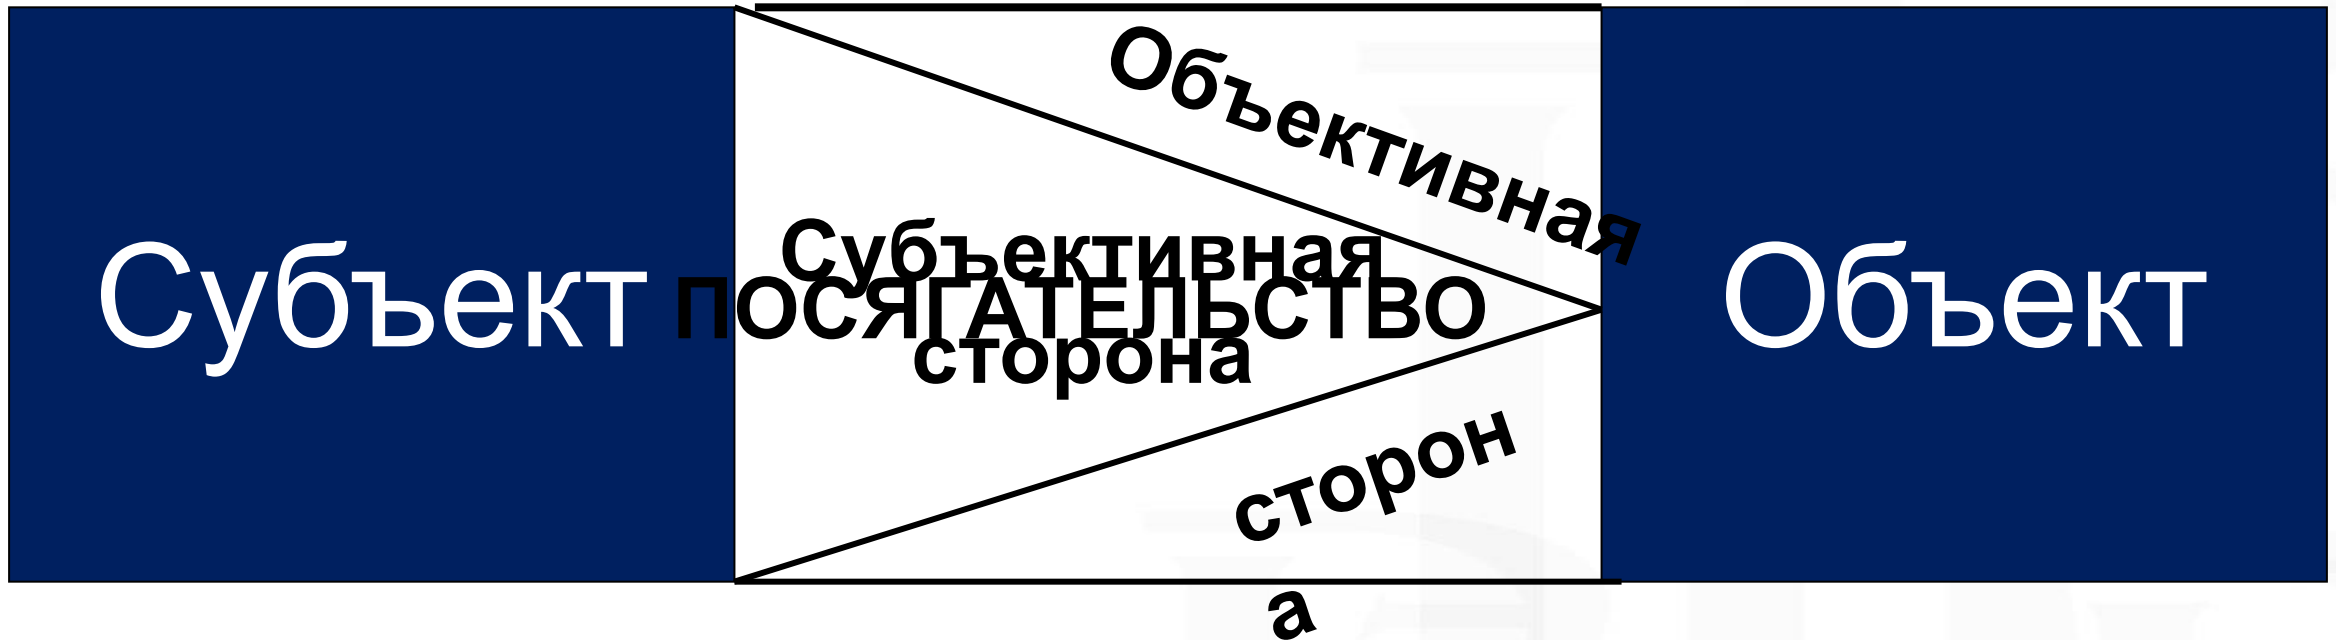 Объективная
Субъект
Субъективная
ПОСЯГАТЕЛЬСТВО
сторона
Объект
сторон
а